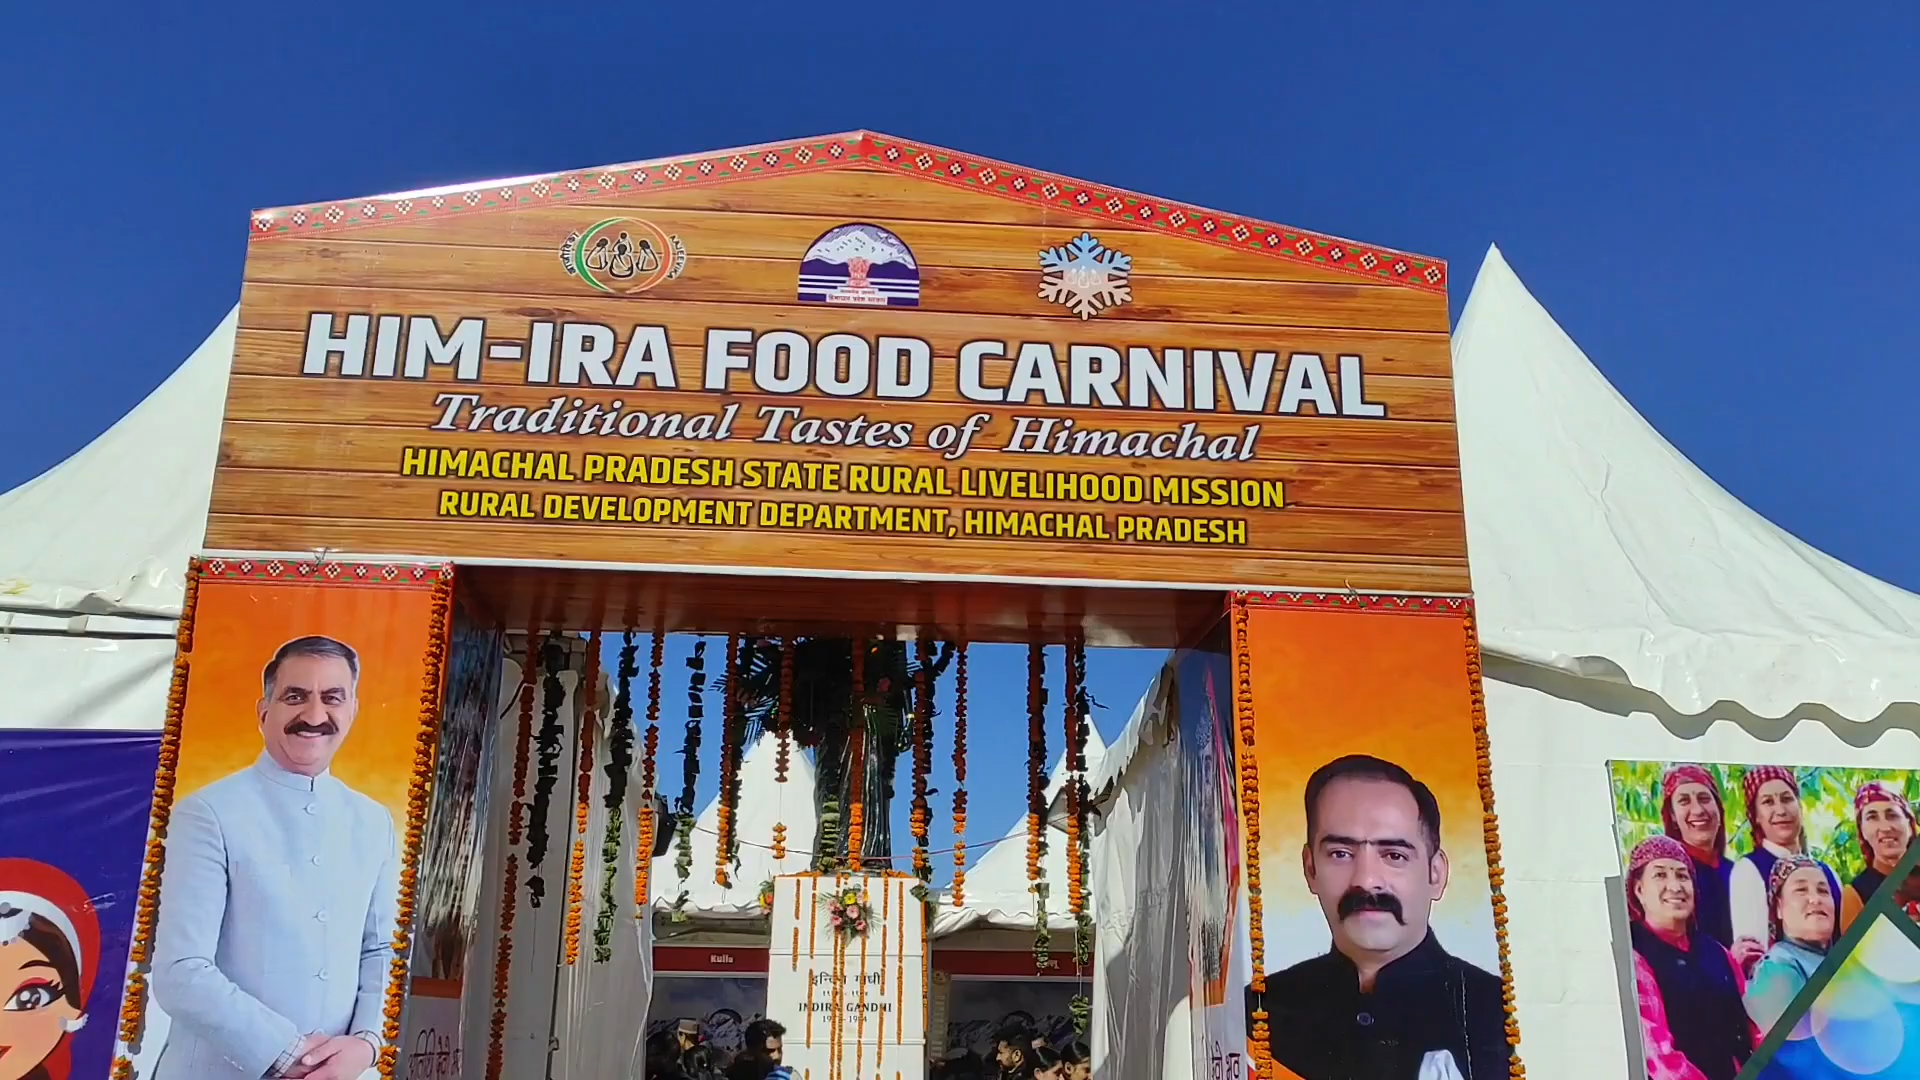 HIM-IRA FOOD CARNIVAL
Traditional Tastes of Himachal
HIMACHAL PRADESH STATE RURAL LIVELIHOOD MISSION
RURAL DEVELOPMENT DEPARTMENT, HIMACHAL PRADESH
Kullu
इन्दिरा गांधी
INDIRA GANDHI